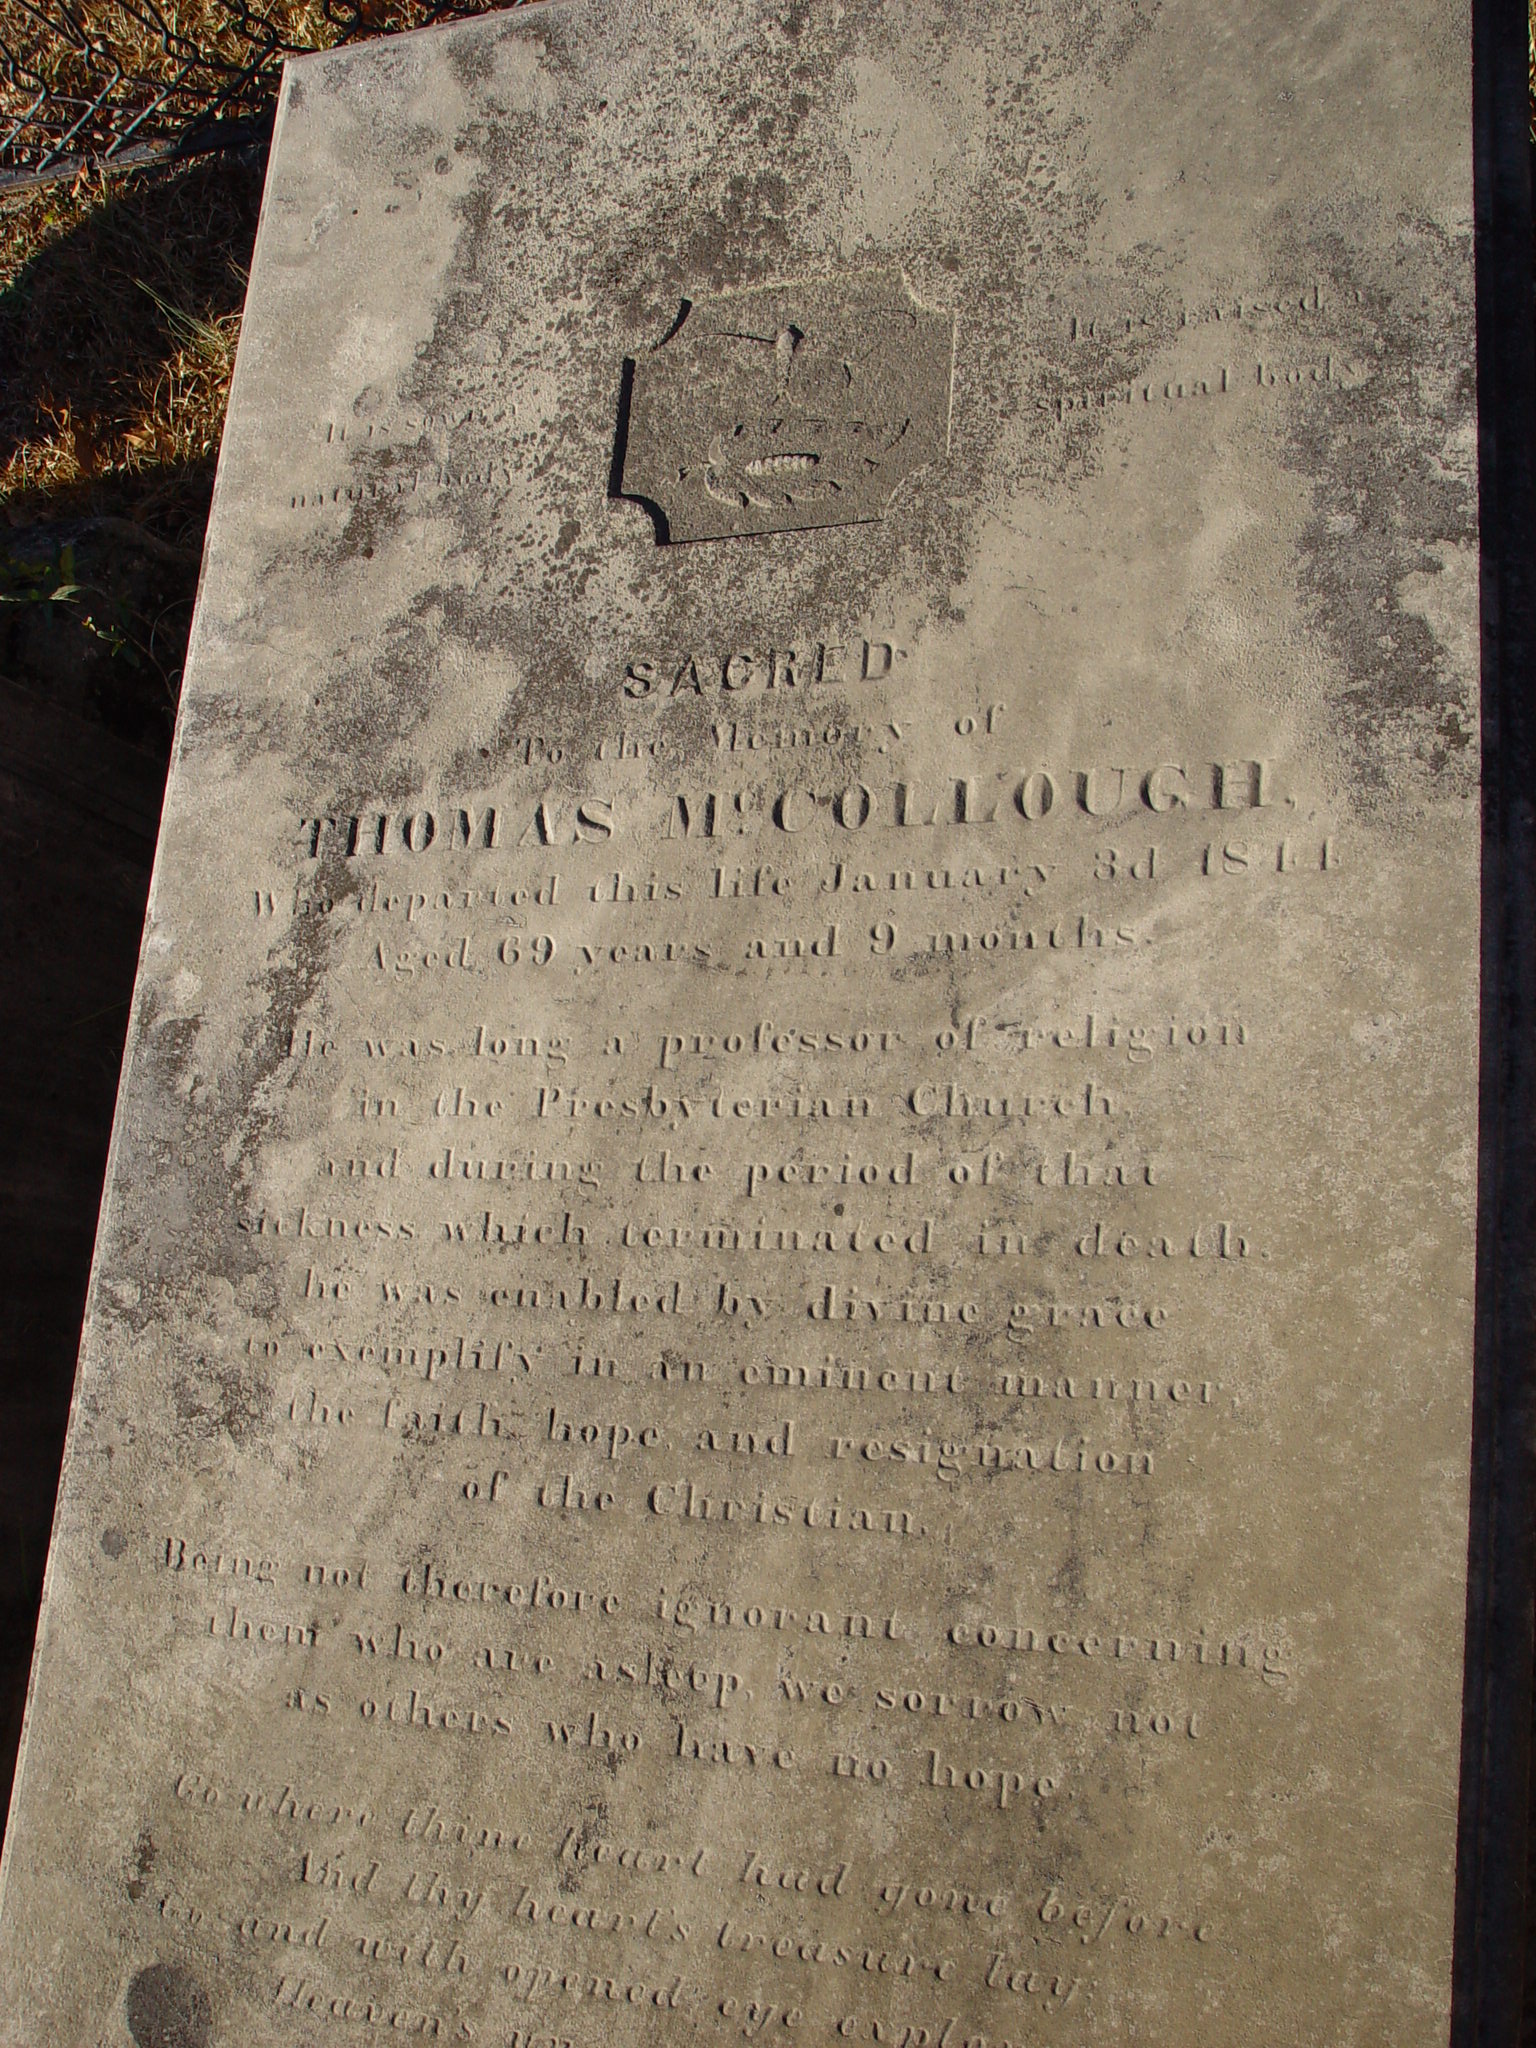 It is sown a
natural body
It is raised a
spiritual body
SACRED
To the Memory of
THOMAS Mc.COLLOUGH,
Who departed this life January 3d 1844
Aged 69 years and 9 months.
He was long a professor of religion
in the Presbyterian Church,
and during the period of that
sickness which terminated in death,
he was enabled by divine grace
to exemplify in an eminent manner,
the faith, hope, and resignation
of the Christian.
Being not therefore ignorant concerning
them who are asleep, we sorrow not
as others who have no hope.
Go where thine heart had gone before
And thy heart's treasure lay;
Go and with opened eye
Heaven's